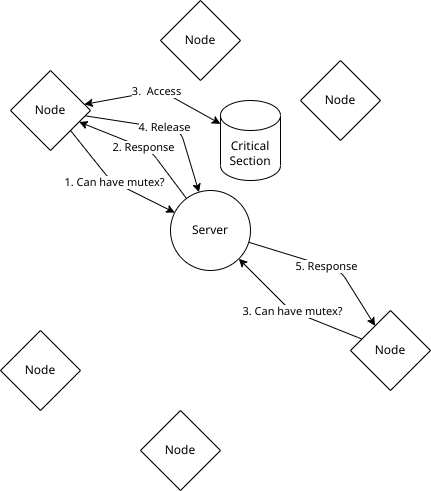 Node
3. Access
Node
Node
4. Release
2. Response
Critical
Section
1. Can have mutex?
Server
5. Response
3. Can have mutex?
Node
Node
Node